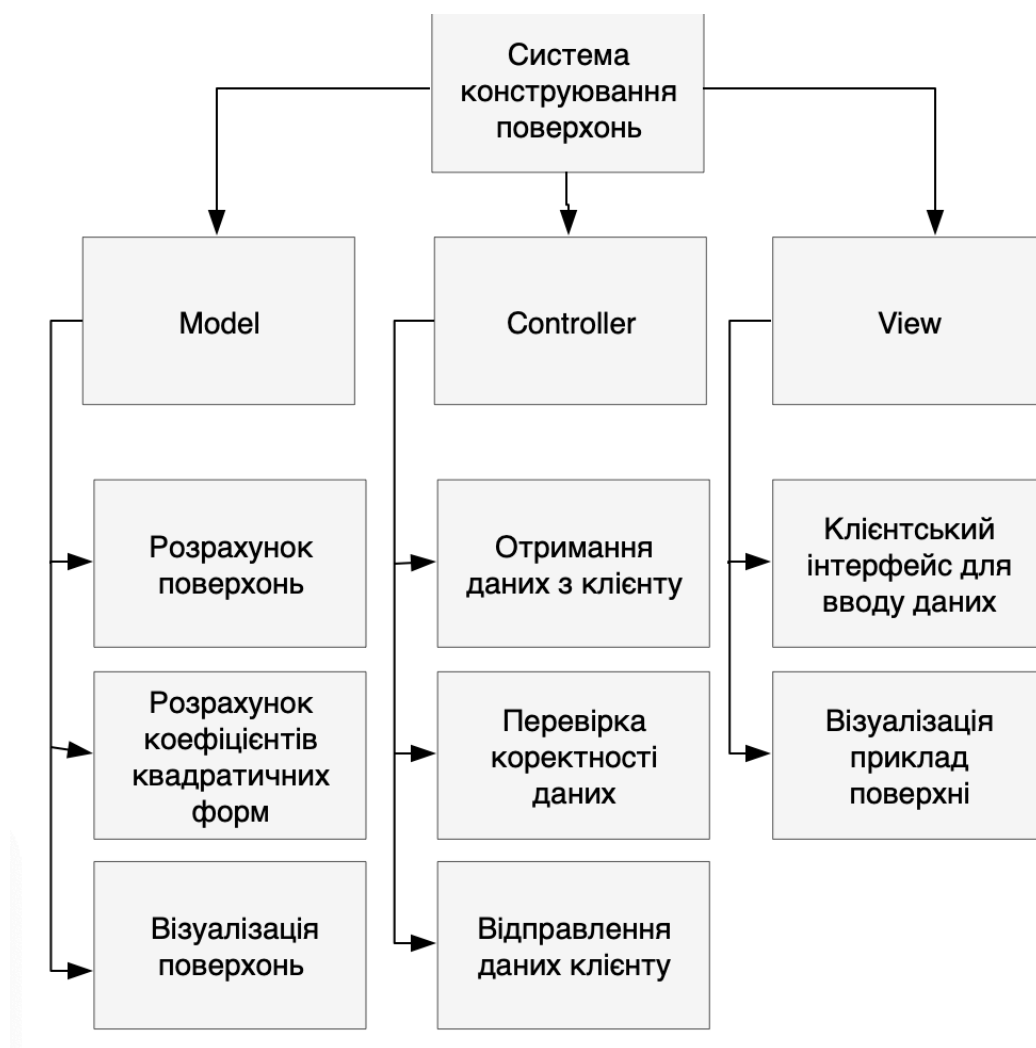 Система
конструювання
поверхонь
Model
Controller
View
Розрахунок
поверхонь
Отримання
даних з клієнту
Клієнтський
інтерфейс для
вводу даних
Розрахунок
коефіцієнтів
квадратичних
форм
Перевірка
коректності
даних
Візуалізація
приклад
поверхні
Візуалізація
поверхонь
Відправлення
даних клієнту